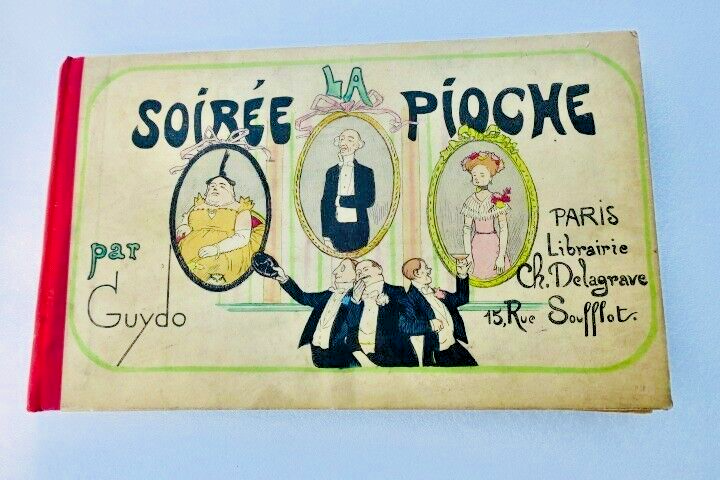 SOIRÉE LA PIOCHE
par
Guydo
PARIS
Librairie
Ch. Delagrave
15, Rue Soufflot.